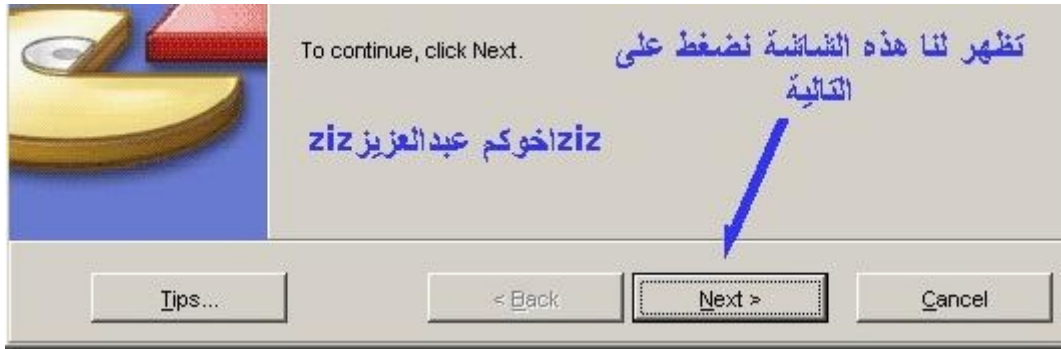 To continue, click Next.
تظهر لنا هذه الشاشة نضغط على
التالية
zizاخوكم عبدالعزيزziz
Tips...
< Back
Next >
Cancel